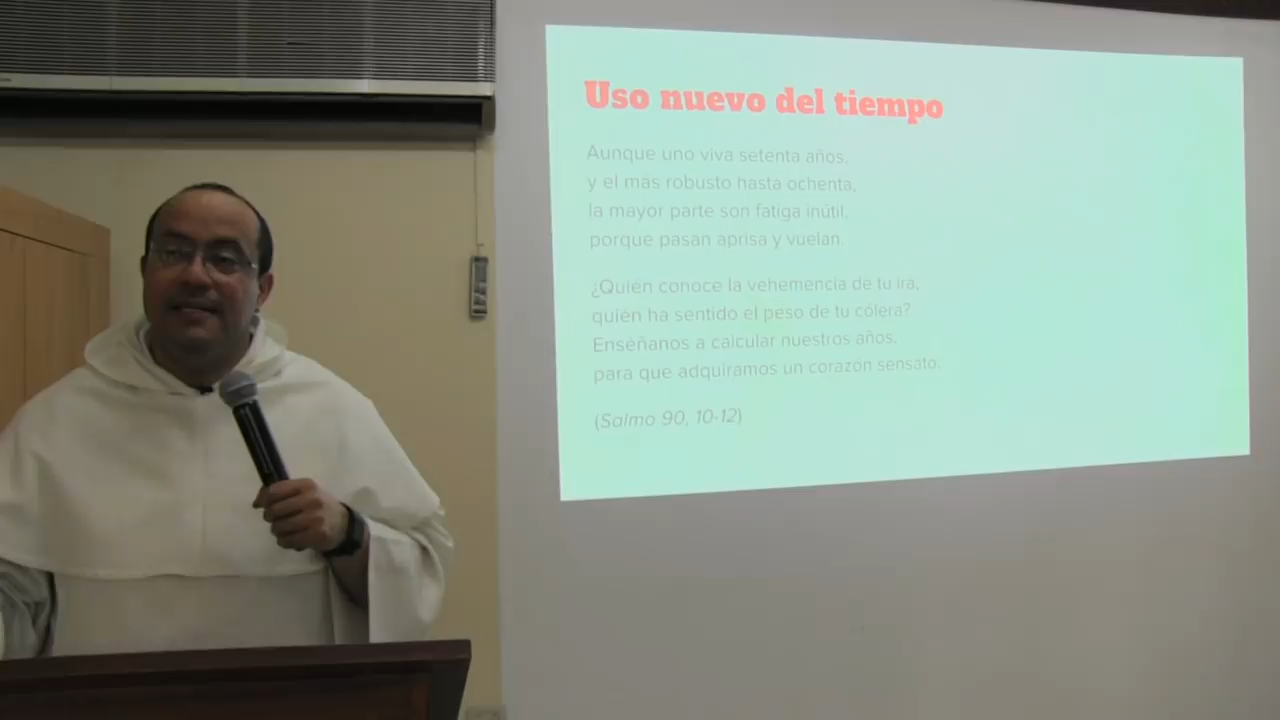 Uso nuevo del tiempo
Aunque uno viva setenta años,
y el mas robusto hasta ochenta,
la mayor parte son fatiga inútil,
porque pasan aprisa y vuelan.
¿Quién conoce la vehemencia de tu ira,
quién ha sentido el peso de tu cólera?
Enséñanos a calcular nuestros años,
para que adquiramos un corazón sensato.
(Salmo 90, 10-12)